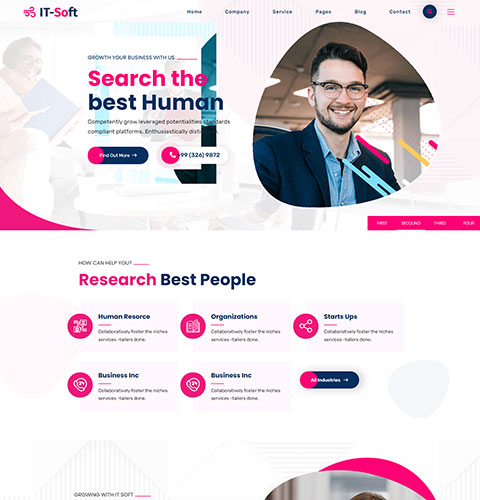 IT-Soft
Home Company Service Pages Blog Contact
GROWTH YOUR BUSINESS WITH US
Search the
best Human
Competently grow leveraged potentialities standards
compliant platforms, Enthusiastically
Find Out More
+99 (326) 9872
FIRST SECOUND THIRD FOUR
HOW CAN HELP YOU?
Research Best People
Human Resorce
Collaboratively foster the niches
services -tailers done.
Organizations
Collaboratively foster the niches
services -tailers done.
Starts Ups
Collaboratively foster the niches
services -tailers done.
Business Inc
Collaboratively foster the niches
services -tailers done.
Business Inc
Collaboratively foster the niches
services -tailers done.
All Industries
GROWING WITH IT SOFT